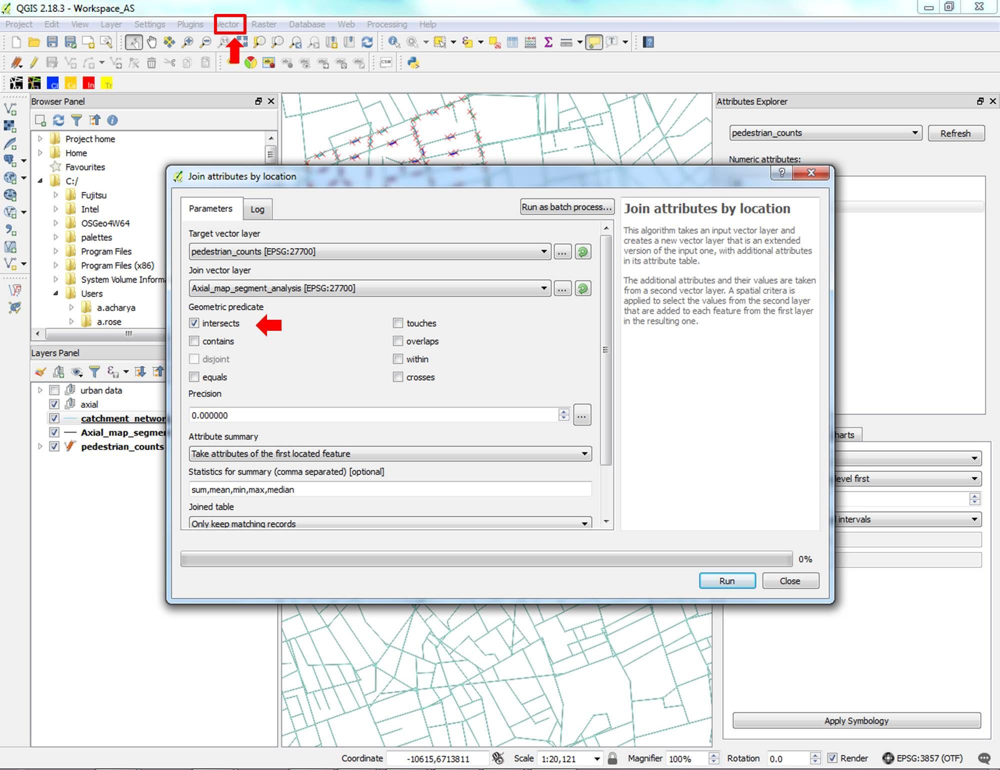 QGIS 2.18.3 - Workspace_AS
Project Edit View Layer Settings Plugins Vector Raster Database Web Processing Help
CSW
Cl Ca In Tr
Browser Panel
Project home
Home
Favourites
C:/
Fujitsu
Intel
OSGeo4W64
palettes
Program Files
Program Files (x86)
System Volume Informa
Users
a.acharya
a.rose
Layers Panel
urban data
axial
catchment_networ
Axial_map_segmen
pedestrian_counts
Join attributes by location
Parameters
Log
Run as batch process...
Target vector layer
pedestrian_counts [EPSG:27700]
...
Join vector layer
Axial_map_segment_analysis [EPSG:27700]
...
Geometric predicate
intersects
touches
contains
overlaps
disjoint
within
equals
crosses
Precision
0.000000
...
Attribute summary
Take attributes of the first located feature
Statistics for summary (comma separated) [optional]
sum,mean,min,max,median
Joined table
Only keep matching records
Join attributes by location
This algorithm takes an input vector layer and
creates a new vector layer that is an extended
version of the input one, with additional attributes
in its attribute table.
The additional attributes and their values are taken
from a second vector layer. A spatial critera is
applied to select the values from the second layer
that are added to each feature from the first layer
in the resulting one.
0%
Run
Close
Attributes Explorer
pedestrian_counts
Refresh
Numeric attributes:
harts
level first
intervals
Apply Symbology
Coordinate -10615,6713811 Scale 1:20,121 Magnifier 100% Rotation 0.0 Render EPSG:3857 (OTF)